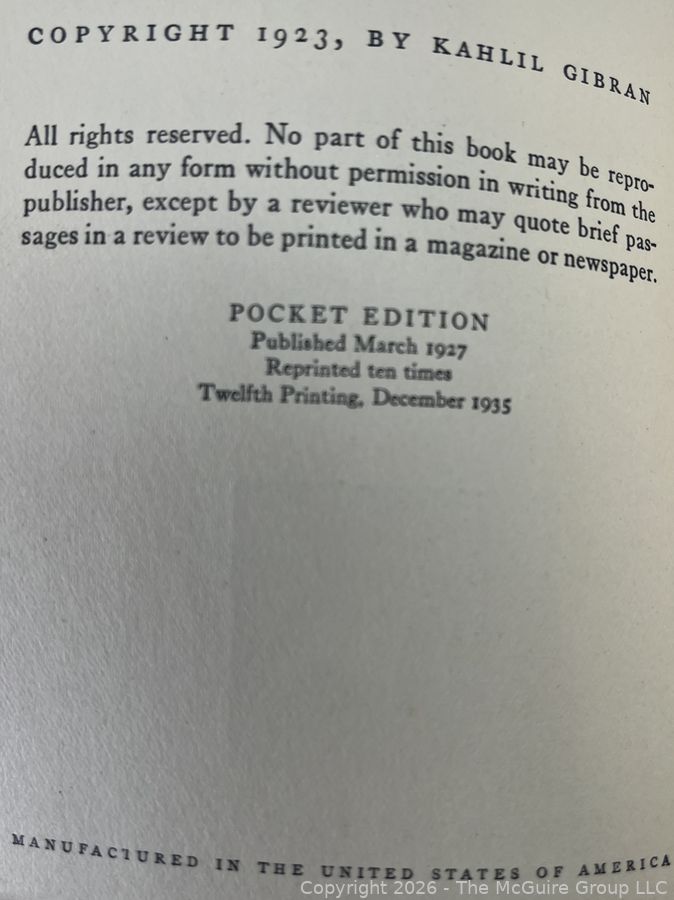 COPYRIGHT 1923, BY KAHLIL GIBRAN
All rights reserved. No part of this book may be repro-
duced in any form without permission in writing from the
publisher, except by a reviewer who may quote brief pas-
sages in a review to be printed in a magazine or newspaper.
POCKET EDITION
Published March 1927
Reprinted ten times
Twelfth Printing, December 1935
MANUFACTURED IN THE UNITED STATES OF AMERICA
Copyright 2026 - The McGuire Group LLC